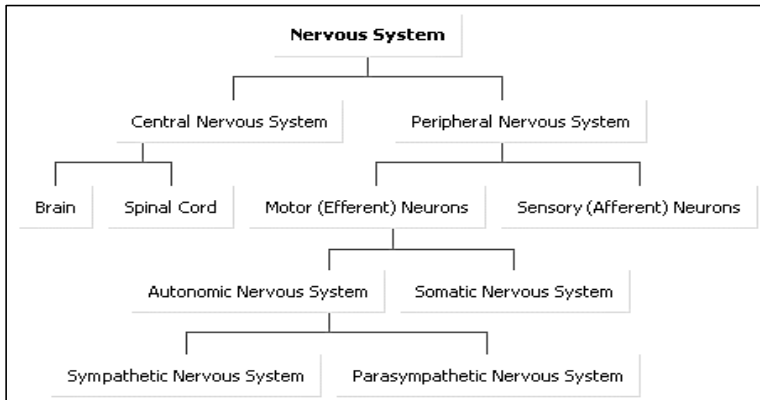 Nervous System
Central Nervous System
Peripheral Nervous System
Brain
Spinal Cord
Motor (Efferent) Neurons
Sensory (Afferent) Neurons
Autonomic Nervous System
Somatic Nervous System
Sympathetic Nervous System
Parasympathetic Nervous System